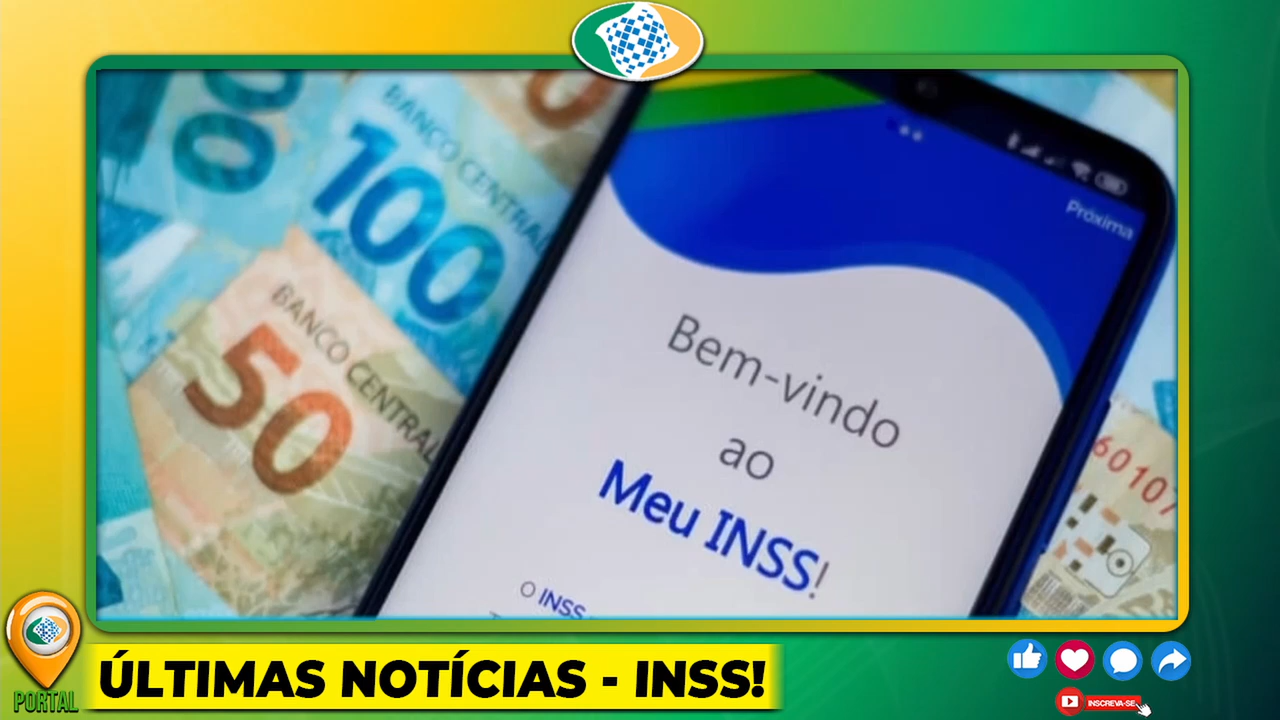 100
BANCO CENTRAL
50
BANCO CENTRAL
Próxima
Bem-vindo
ao
Meu INSS!
O INSS
60107
ÚLTIMAS NOTÍCIAS - INSS!
PORTAL
INSCREVA-SE